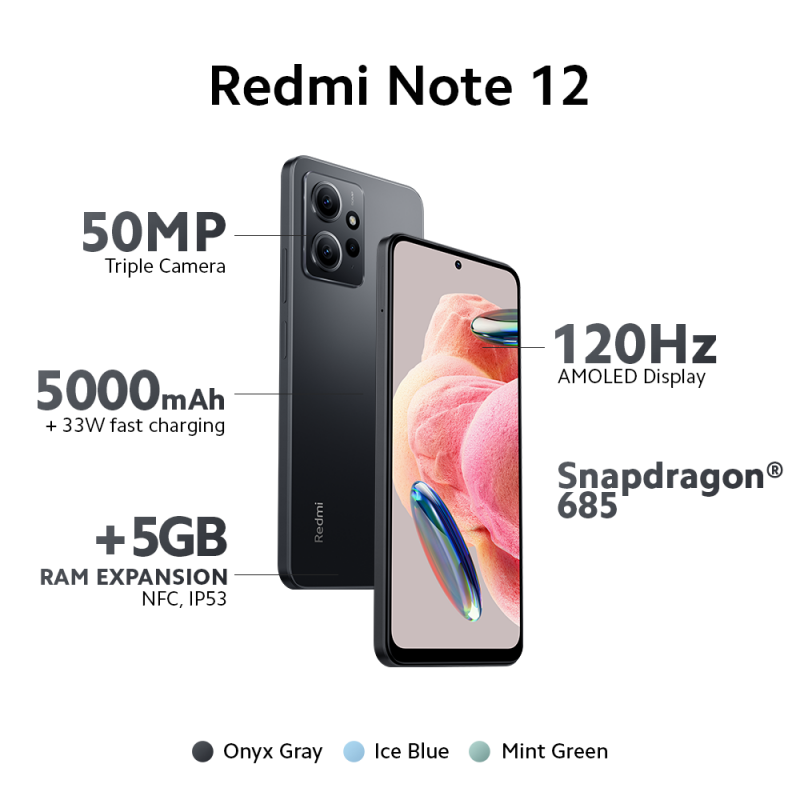 Redmi Note 12
50MP
Triple Camera
120Hz
AMOLED Display
5000mAh
+ 33W fast charging
Snapdragon®
685
+5GB
RAM EXPANSION
NFC, IP53
Redmi
Onyx Gray
Ice Blue
Mint Green